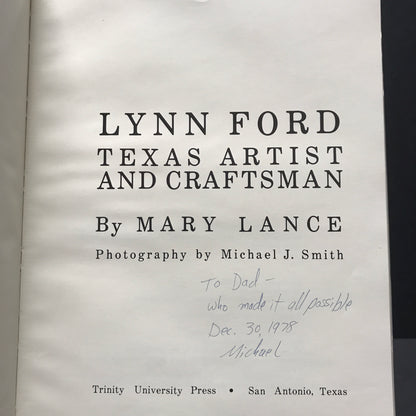 LYNN FORD
TEXAS ARTIST
AND CRAFTSMAN
By MARY LANCE
Photography by Michael J. Smith
To Dad –
who made it all possible
Dec. 30, 1978
Michael
Trinity University Press • San Antonio, Texas